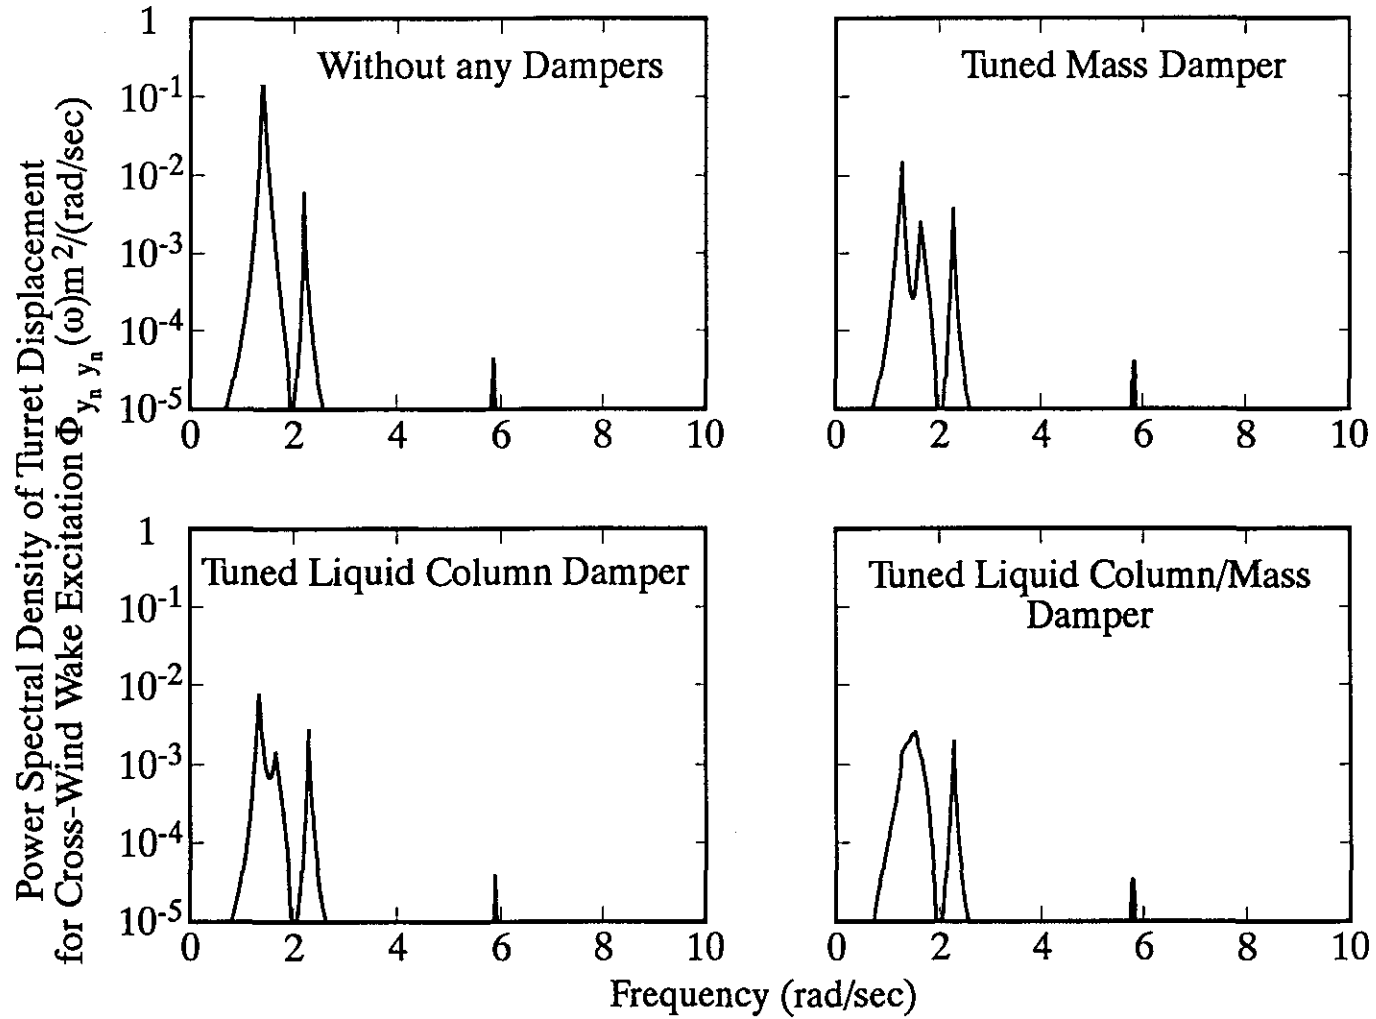 Power Spectral Density of Turret Displacement
for Cross-Wind Wake Excitation Φ_{y_n y_n}(ω)m²/(rad/sec)
Without any Dampers
1
10⁻¹
10⁻²
10⁻³
10⁻⁴
10⁻⁵
0 2 4 6 8 10
Tuned Mass Damper
0 2 4 6 8 10
Tuned Liquid Column Damper
1
10⁻¹
10⁻²
10⁻³
10⁻⁴
10⁻⁵
0 2 4 6 8 10
Tuned Liquid Column/Mass
Damper
0 2 4 6 8 10
Frequency (rad/sec)